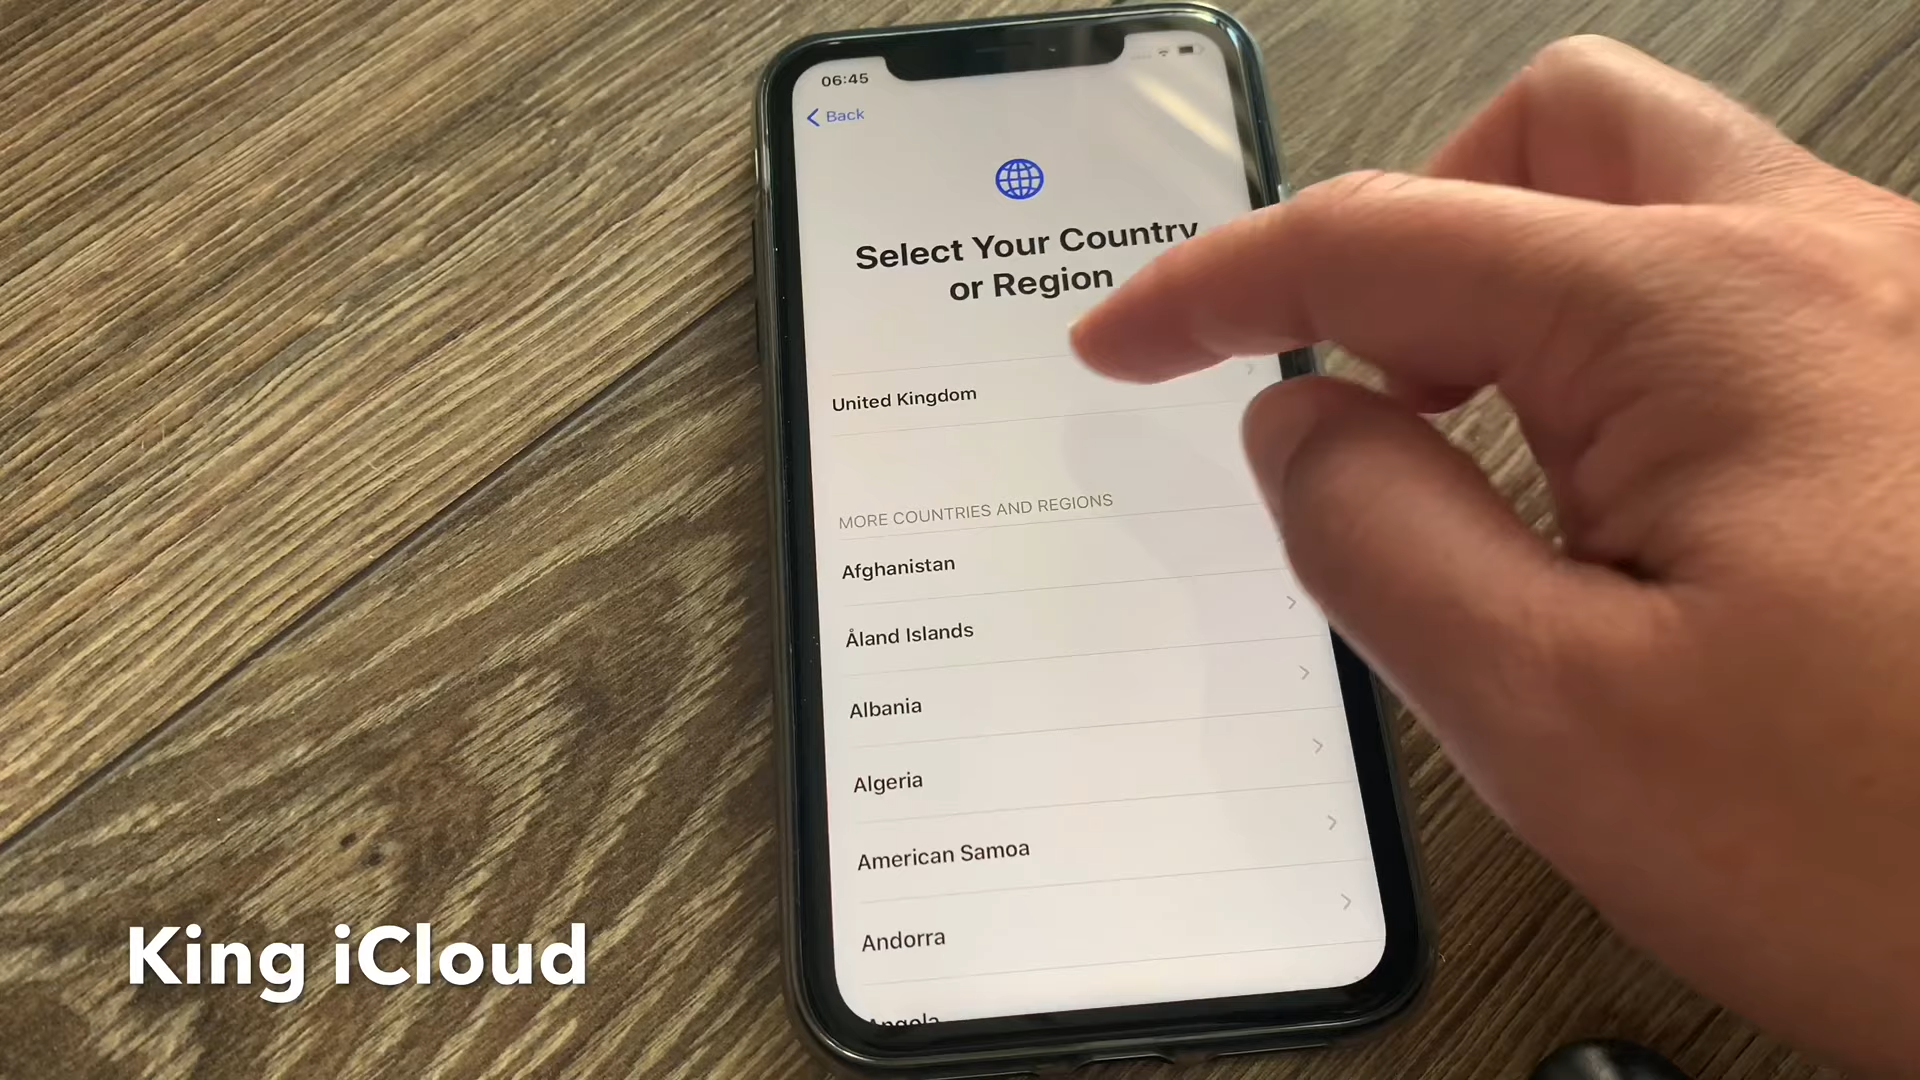 06:45
Back
Select Your Country
or Region
United Kingdom
MORE COUNTRIES AND REGIONS
Afghanistan
Åland Islands
Albania
Algeria
American Samoa
Andorra
Angola
King iCloud